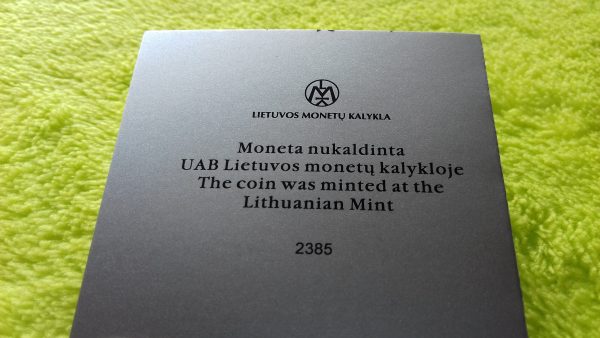 LIETUVOS MONETŲ KALYKLA
Moneta nukaldinta
UAB Lietuvos monetų kalykloje
The coin was minted at the
Lithuanian Mint
2385